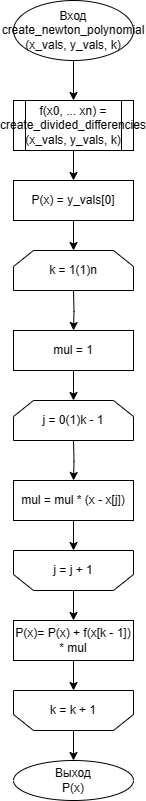 Вход
create_newton_polynomial
(x_vals, y_vals, k)
f(x0, ... xn) =
create_divided_differencies
(x_vals, y_vals, k)
P(x) = y_vals[0]
k = 1(1)n
mul = 1
j = 0(1)k - 1
mul = mul * (x - x[j])
j = j + 1
P(x)= P(x) + f(x[k - 1])
* mul
k = k + 1
Выход
P(x)